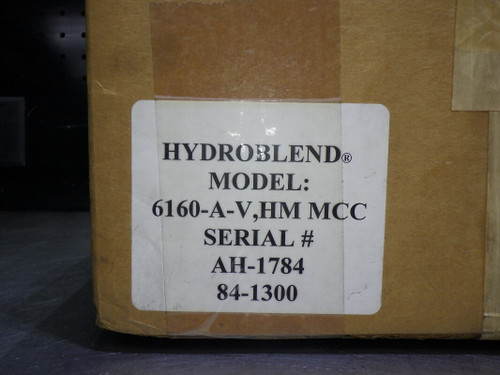 HYDROBLEND®
MODEL:
6160-A-V,HM MCC
SERIAL #
AH-1784
84-1300